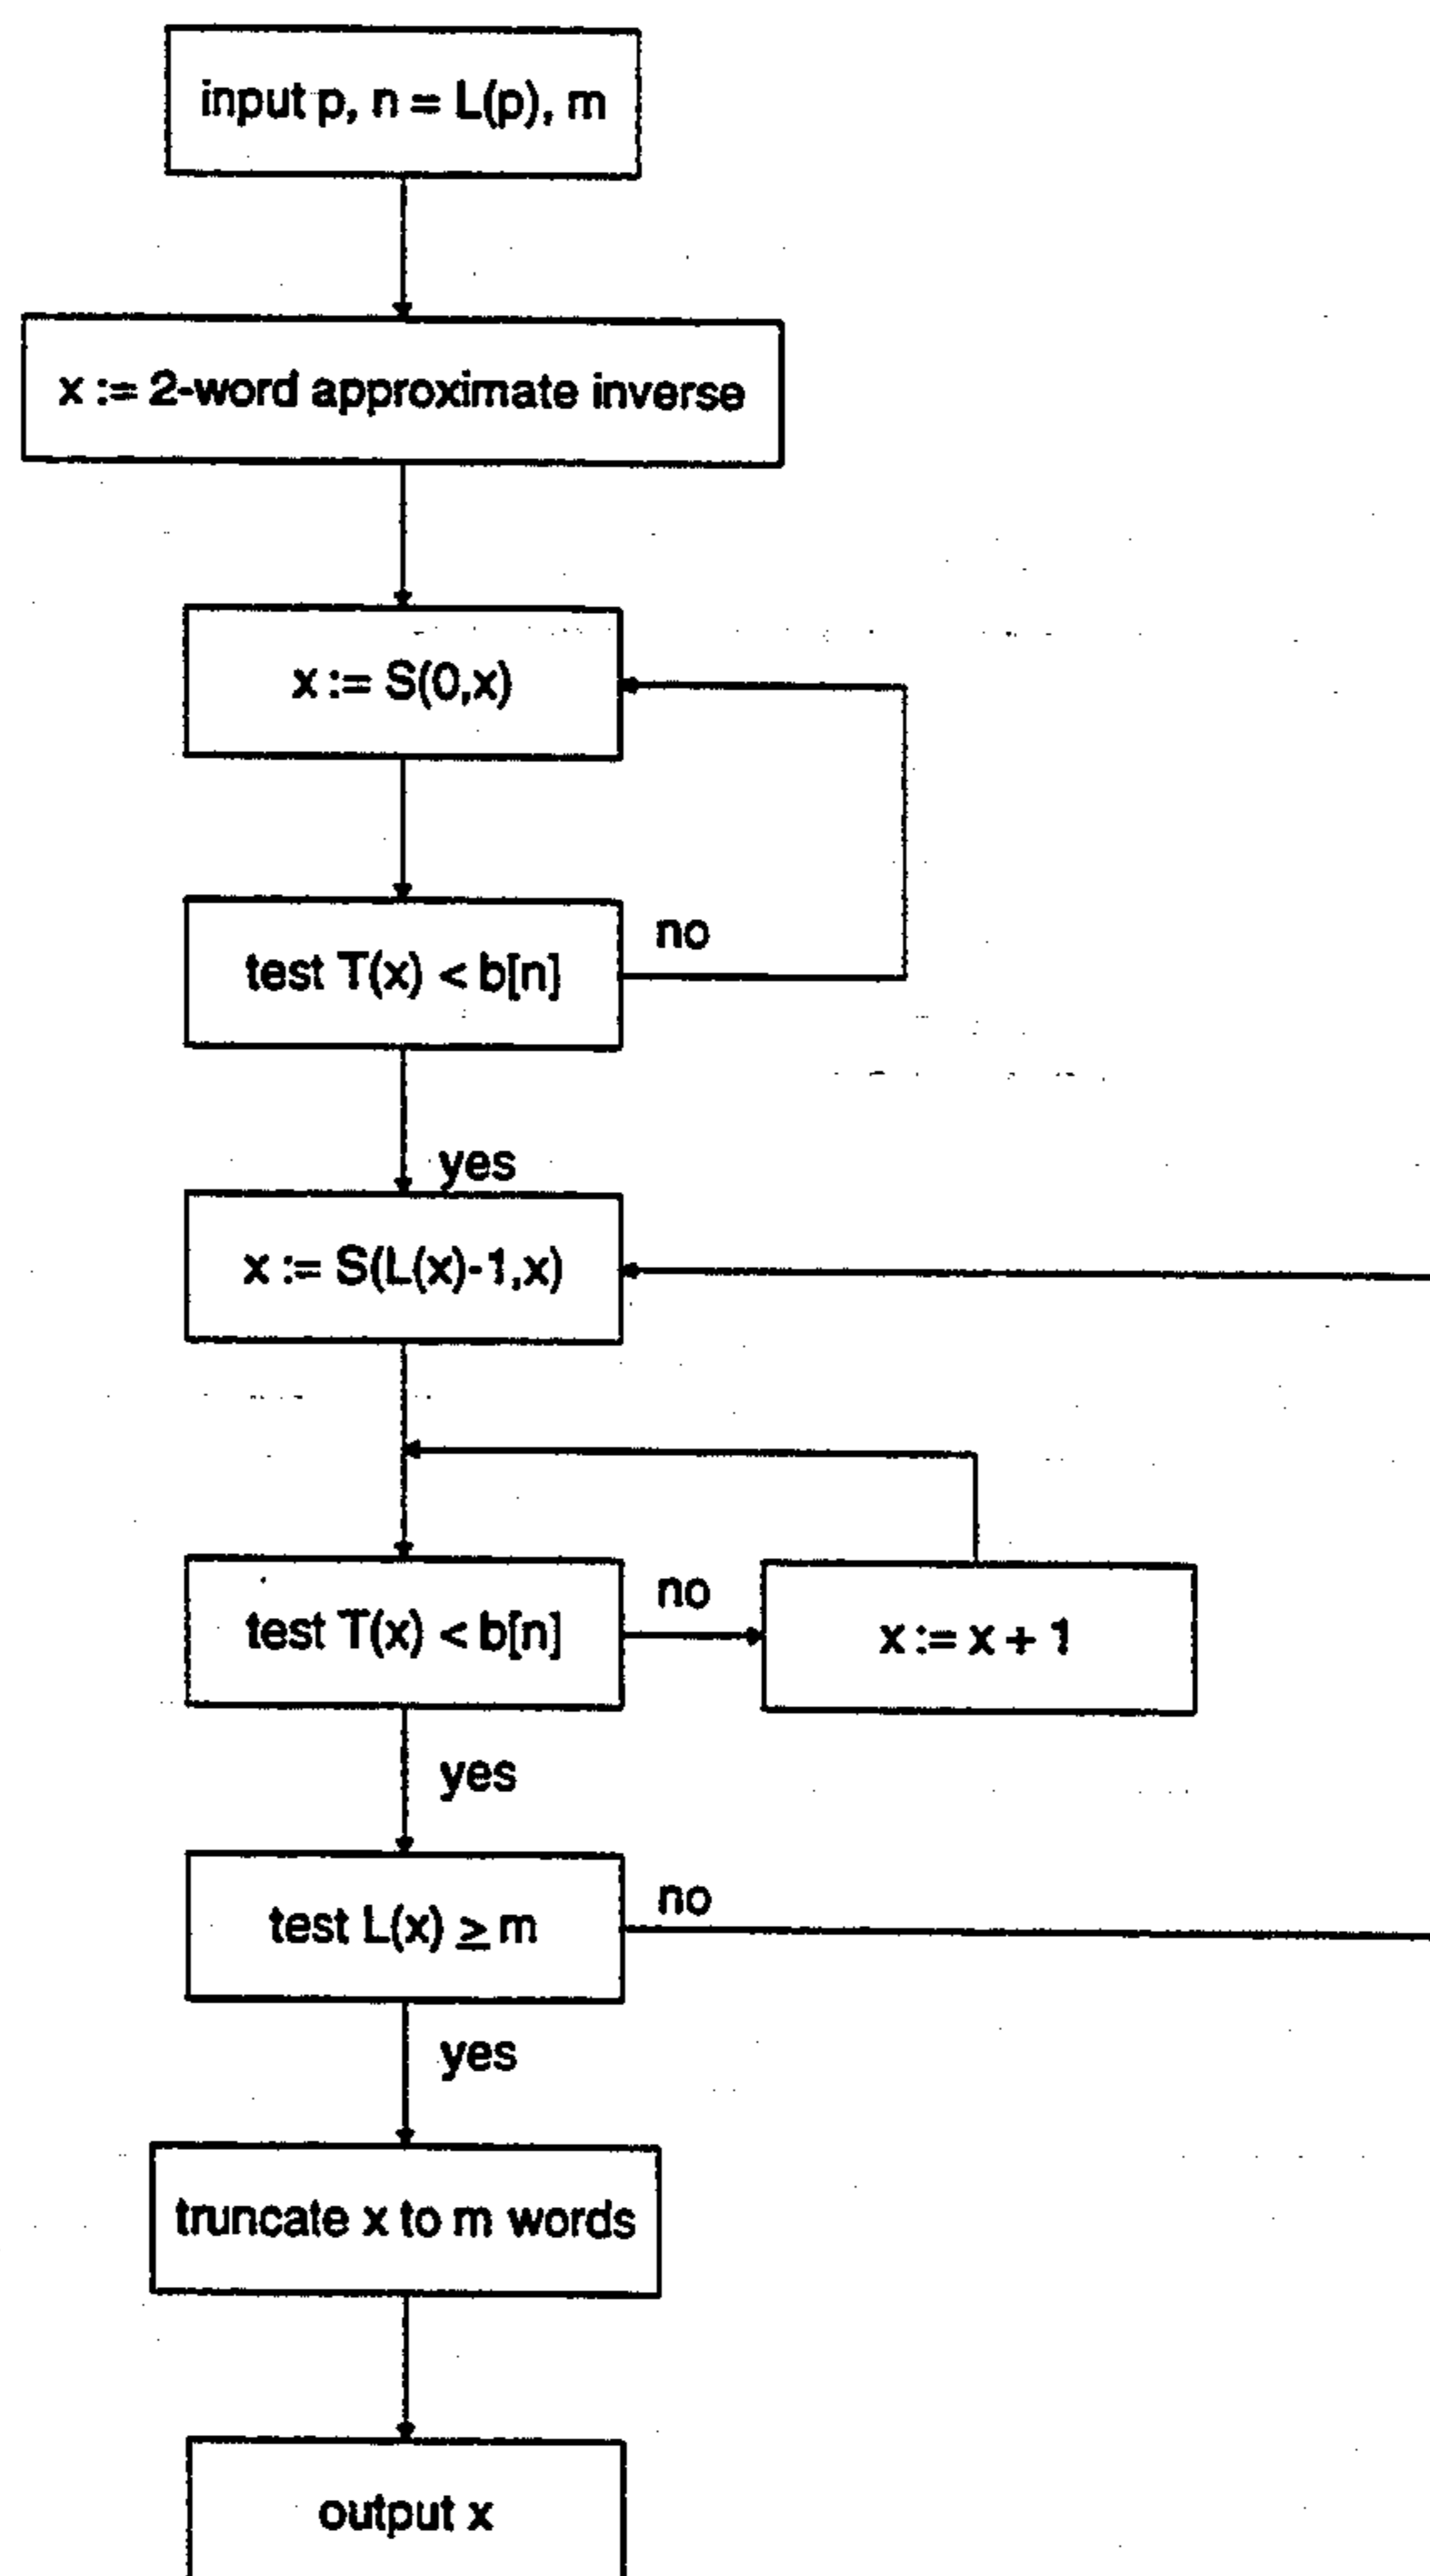 input p, n = L(p), m
x := 2-word approximate inverse
x := S(0,x)
test T(x) < b[n]
no
yes
x := S(L(x)-1,x)
test T(x) < b[n]
no
x := x + 1
yes
test L(x) ≥ m
no
yes
truncate x to m words
output x